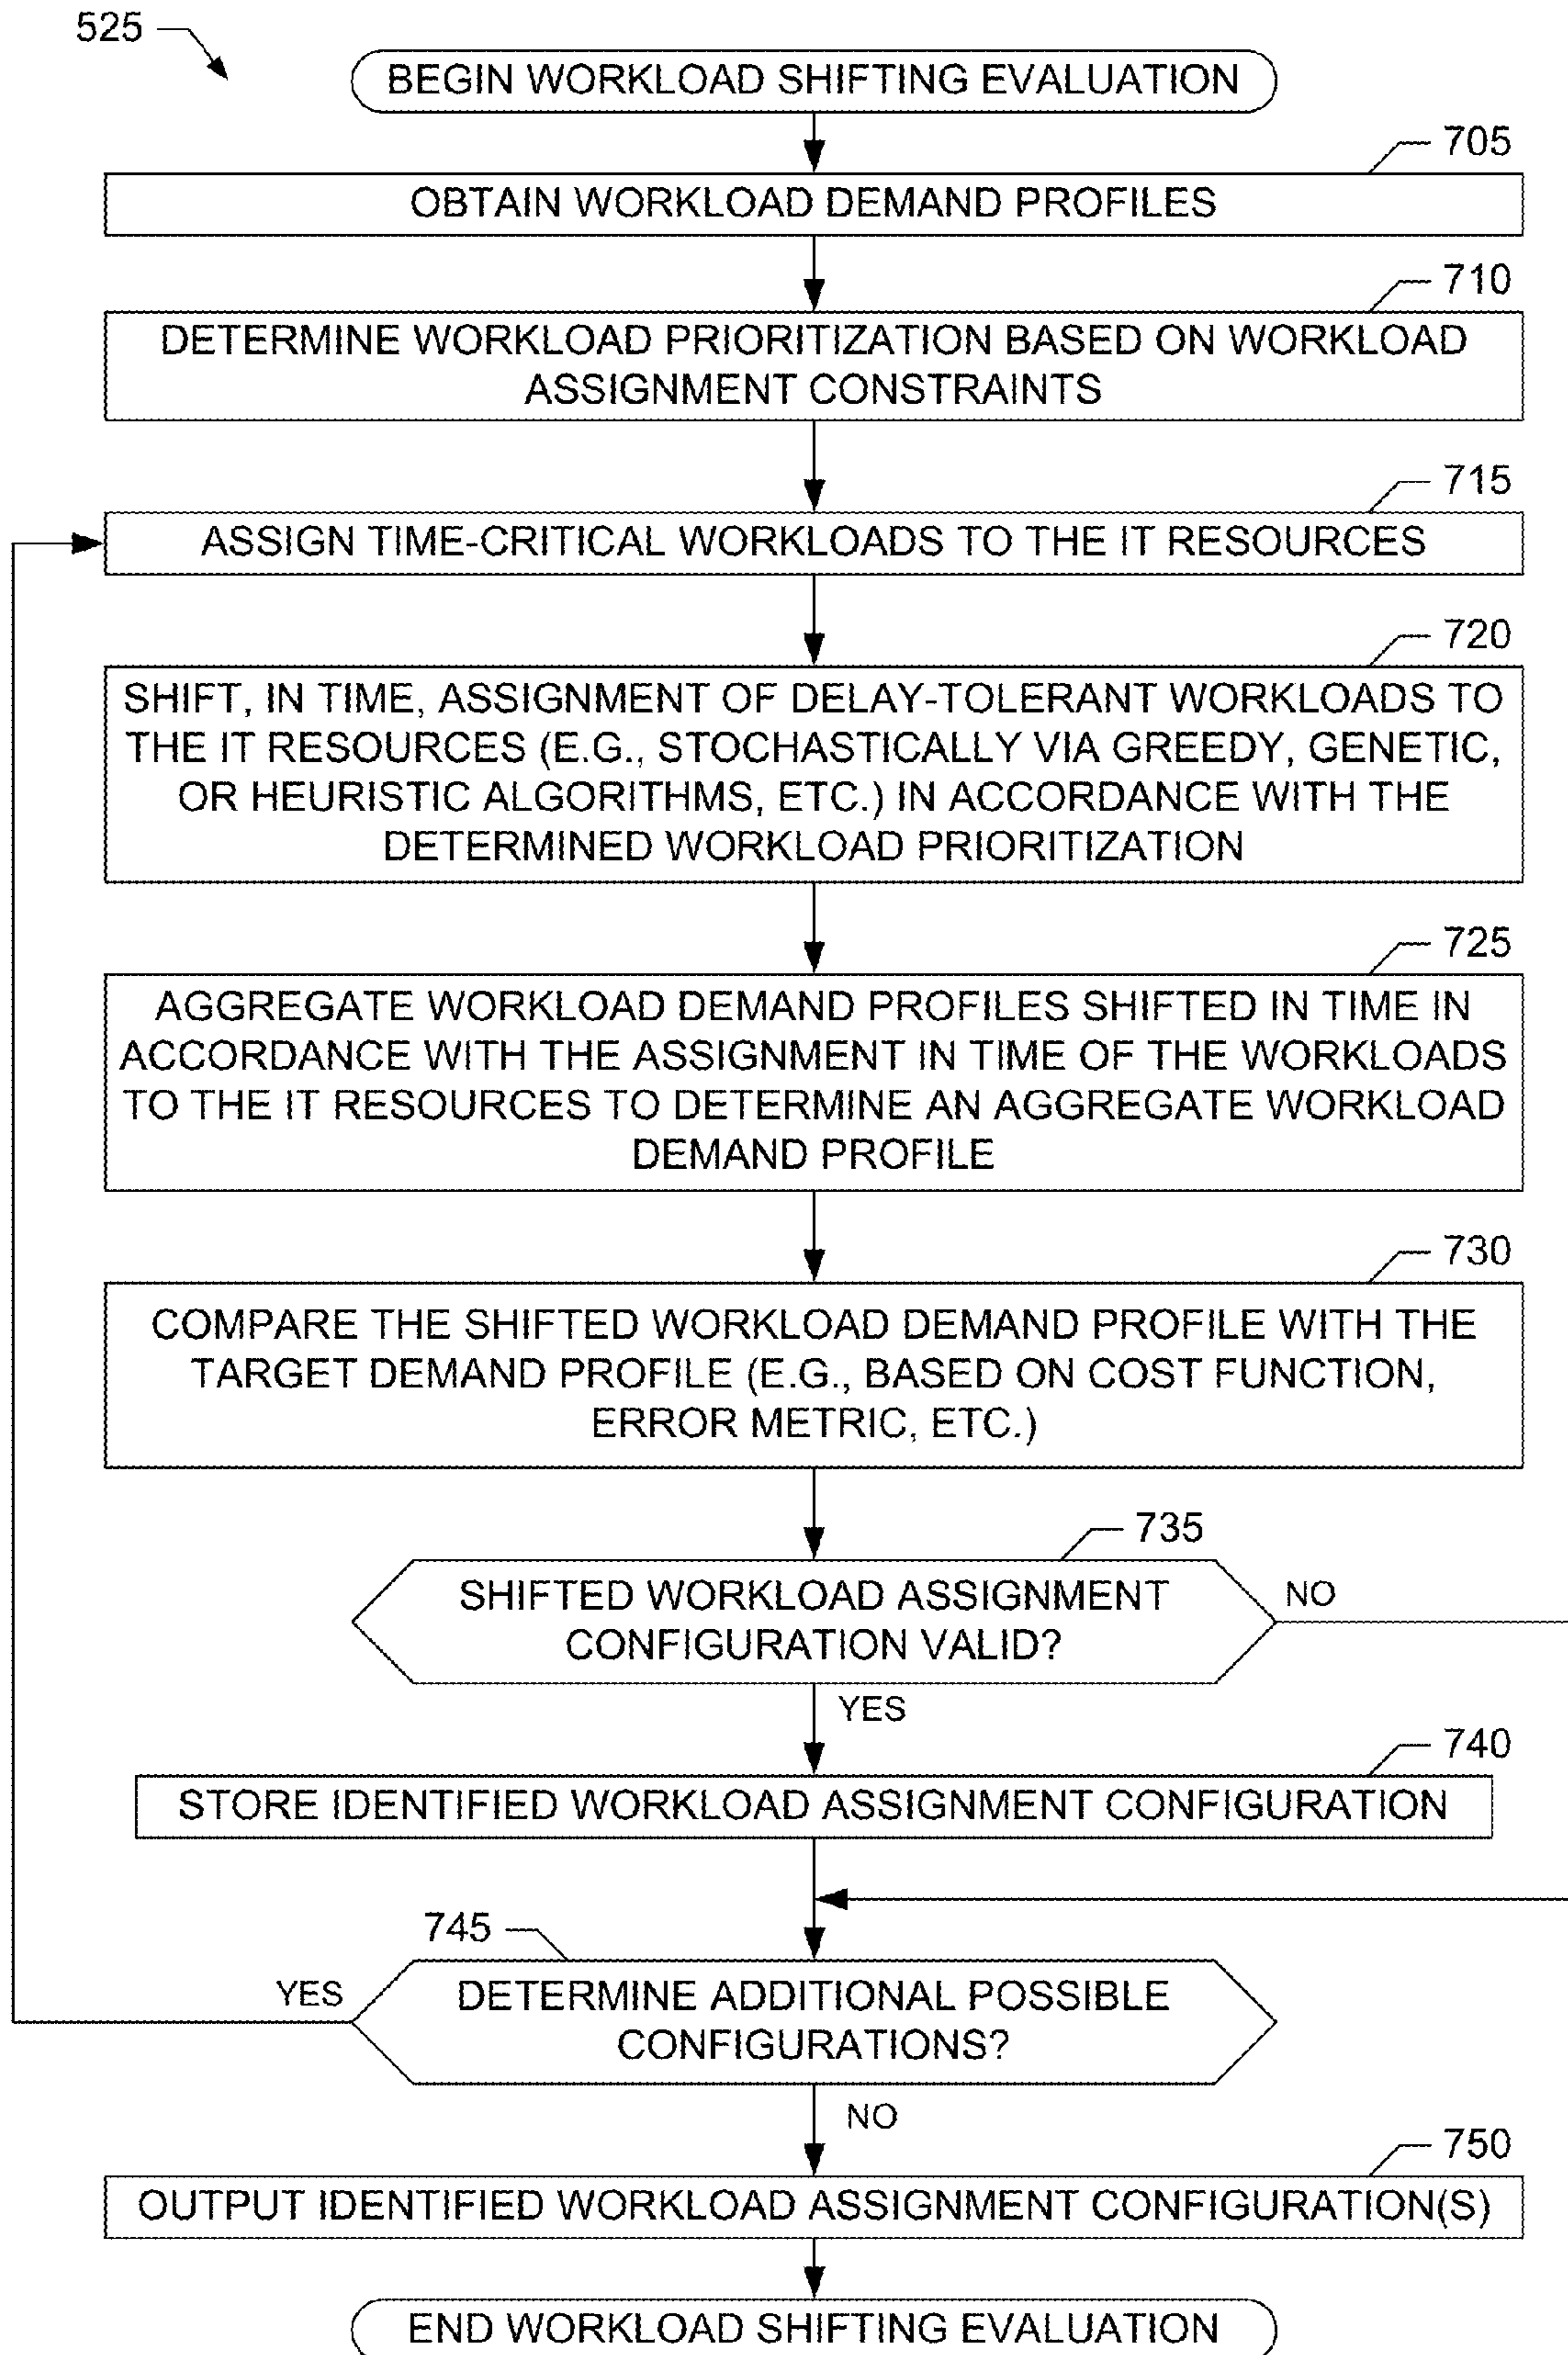 525
BEGIN WORKLOAD SHIFTING EVALUATION
705
OBTAIN WORKLOAD DEMAND PROFILES
710
DETERMINE WORKLOAD PRIORITIZATION BASED ON WORKLOAD
ASSIGNMENT CONSTRAINTS
715
ASSIGN TIME-CRITICAL WORKLOADS TO THE IT RESOURCES
720
SHIFT, IN TIME, ASSIGNMENT OF DELAY-TOLERANT WORKLOADS TO
THE IT RESOURCES (E.G., STOCHASTICALLY VIA GREEDY, GENETIC,
OR HEURISTIC ALGORITHMS, ETC.) IN ACCORDANCE WITH THE
DETERMINED WORKLOAD PRIORITIZATION
725
AGGREGATE WORKLOAD DEMAND PROFILES SHIFTED IN TIME IN
ACCORDANCE WITH THE ASSIGNMENT IN TIME OF THE WORKLOADS
TO THE IT RESOURCES TO DETERMINE AN AGGREGATE WORKLOAD
DEMAND PROFILE
730
COMPARE THE SHIFTED WORKLOAD DEMAND PROFILE WITH THE
TARGET DEMAND PROFILE (E.G., BASED ON COST FUNCTION,
ERROR METRIC, ETC.)
735
SHIFTED WORKLOAD ASSIGNMENT
CONFIGURATION VALID?
NO
YES
740
STORE IDENTIFIED WORKLOAD ASSIGNMENT CONFIGURATION
745
YES
DETERMINE ADDITIONAL POSSIBLE
CONFIGURATIONS?
NO
750
OUTPUT IDENTIFIED WORKLOAD ASSIGNMENT CONFIGURATION(S)
END WORKLOAD SHIFTING EVALUATION